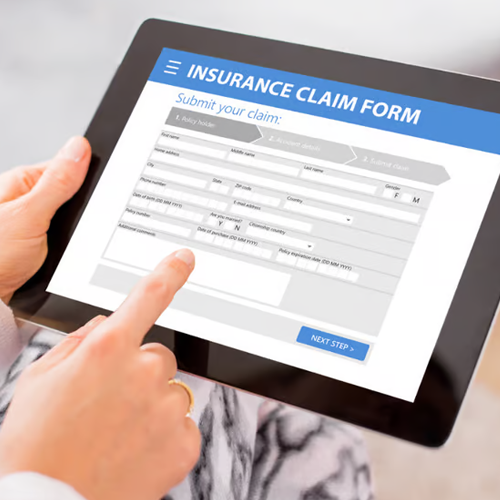 INSURANCE CLAIM FORM
Submit your claim:
1. Policy holder 2. Accident details 3. Submit claim
First name Middle name Last name Gender
F M
Home address
City State ZIP code Country
Phone number E-mail address
Date of birth (DD MM YYYY) Are you married? Citizenship country
Y N
Policy number Date of purchase (DD MM YYYY) Policy expiration date (DD MM YYYY)
Additional comments
NEXT STEP >